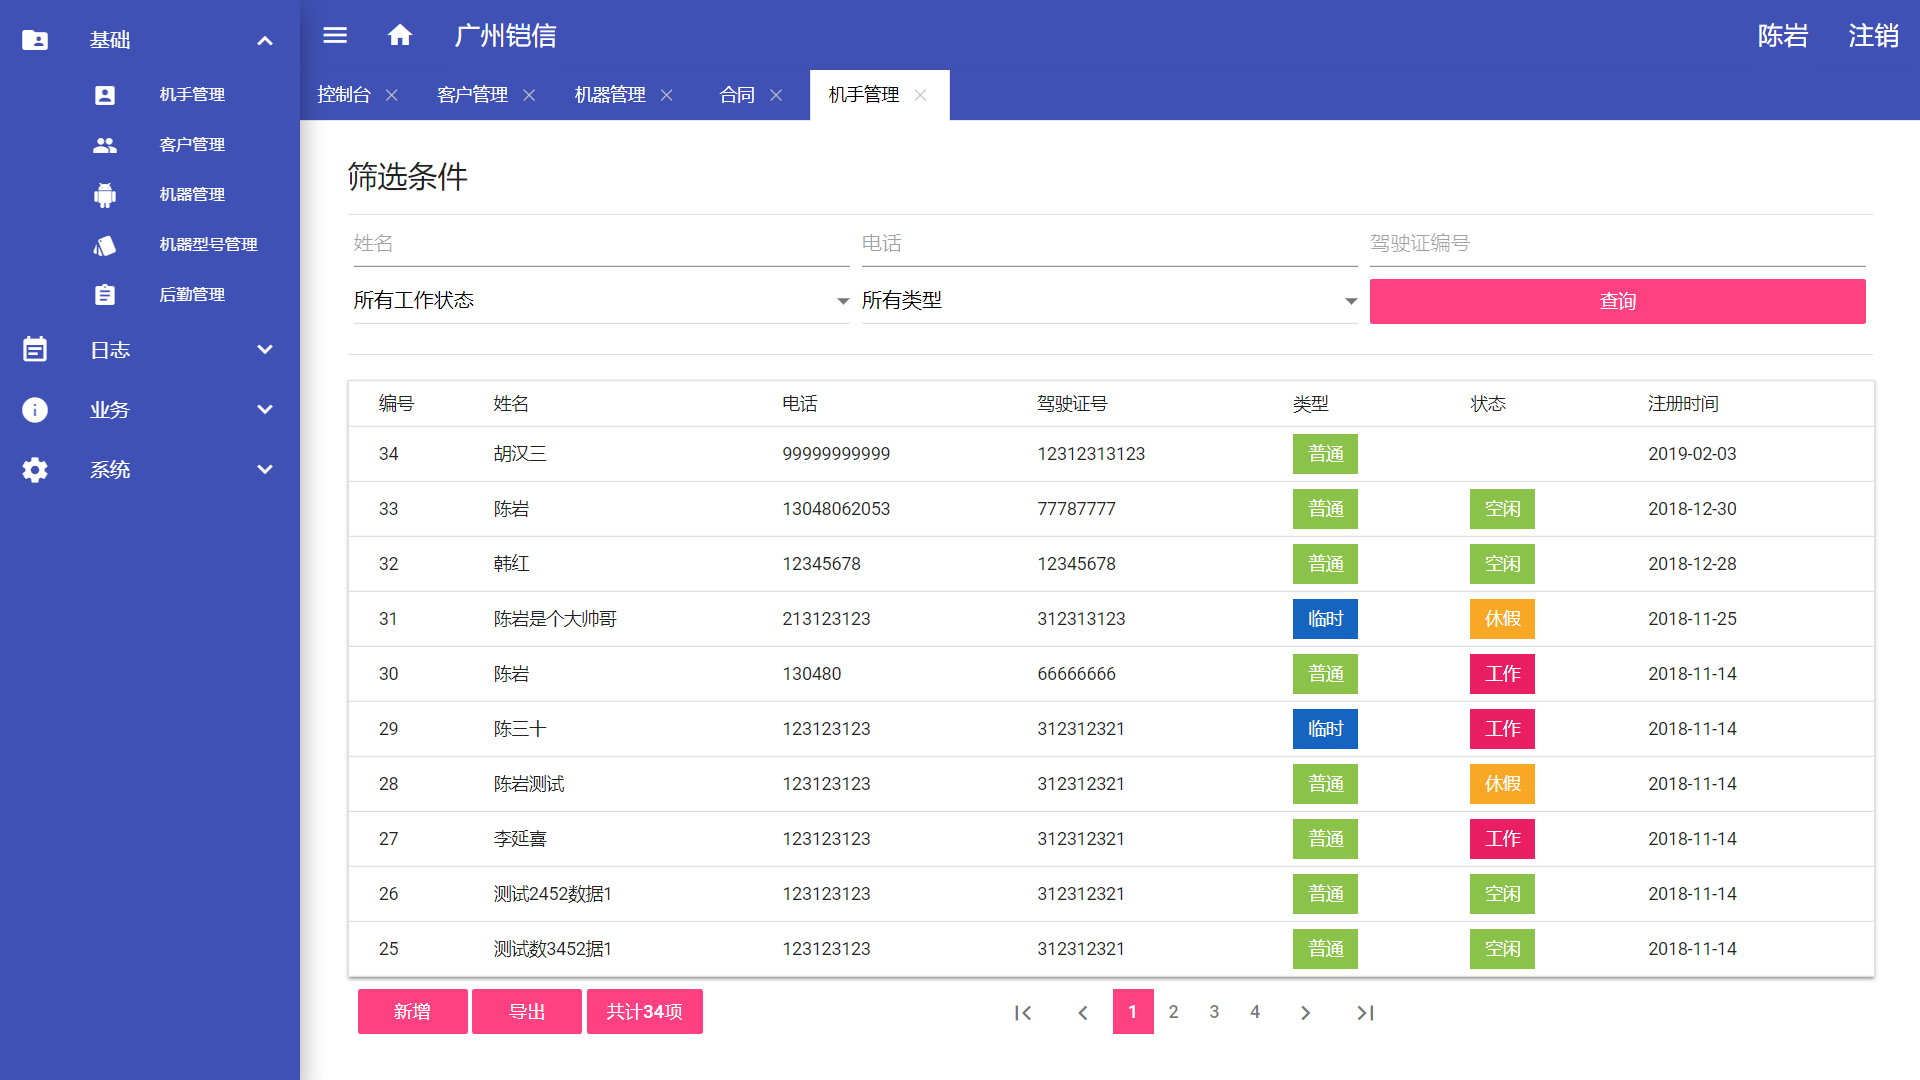 基础
机手管理
客户管理
机器管理
机器型号管理
后勤管理
日志
业务
系统
广州铠信
陈岩 注销
控制台 客户管理 机器管理 合同 机手管理
筛选条件
姓名 电话 驾驶证编号
所有工作状态 所有类型 查询
编号 姓名 电话 驾驶证号 类型 状态 注册时间
34 胡汉三 99999999999 12312313123 普通 2019-02-03
33 陈岩 13048062053 77787777 普通 空闲 2018-12-30
32 韩红 12345678 12345678 普通 空闲 2018-12-28
31 陈岩是个大帅哥 213123123 312313123 临时 休假 2018-11-25
30 陈岩 130480 66666666 普通 工作 2018-11-14
29 陈三十 123123123 312312321 临时 工作 2018-11-14
28 陈岩测试 123123123 312312321 普通 休假 2018-11-14
27 李延喜 123123123 312312321 普通 工作 2018-11-14
26 测试2452数据1 123123123 312312321 普通 空闲 2018-11-14
25 测试数3452据1 123123123 312312321 普通 空闲 2018-11-14
新增 导出 共计34项 1 2 3 4